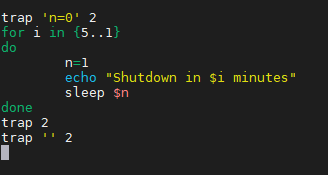 trap 'n=0' 2
for i in {5..1}
do
        n=1
        echo "Shutdown in $i minutes"
        sleep $n
done
trap 2
trap '' 2